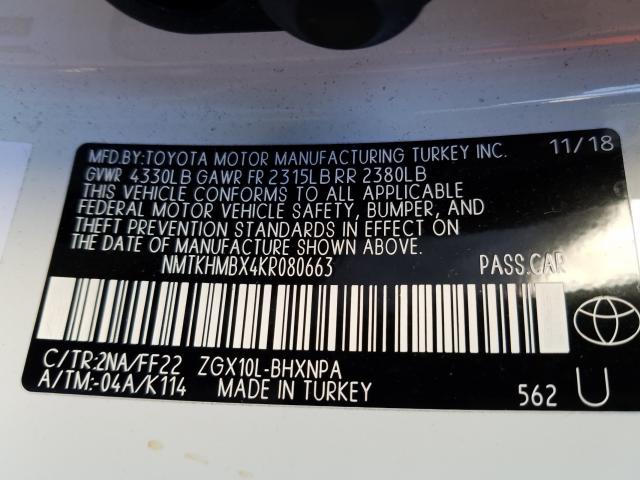 MFD.BY:TOYOTA MOTOR MANUFACTURING TURKEY INC. 11/18
GVWR 4330LB GAWR FR 2315LB RR 2380LB
THIS VEHICLE CONFORMS TO ALL APPLICABLE
FEDERAL MOTOR VEHICLE SAFETY, BUMPER, AND
THEFT PREVENTION STANDARDS IN EFFECT ON
THE DATE OF MANUFACTURE SHOWN ABOVE.
NMTKHMBX4KR080663 PASS.CAR
C/TR:2NA/FF22 ZGX10L-BHXNPA
A/TM:-04A/K114 MADE IN TURKEY 562 U